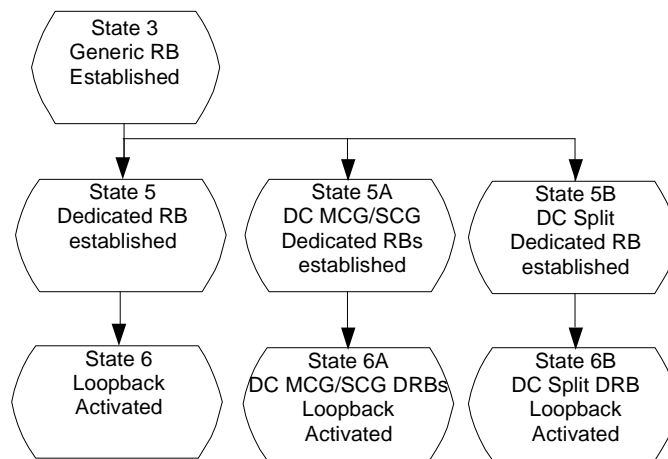 State 3
Generic RB
Established
State 5
Dedicated RB
established
State 5A
DC MCG/SCG
Dedicated RBs
established
State 5B
DC Split
Dedicated RB
established
State 6
Loopback
Activated
State 6A
DC MCG/SCG DRBs
Loopback
Activated
State 6B
DC Split DRB
Loopback
Activated